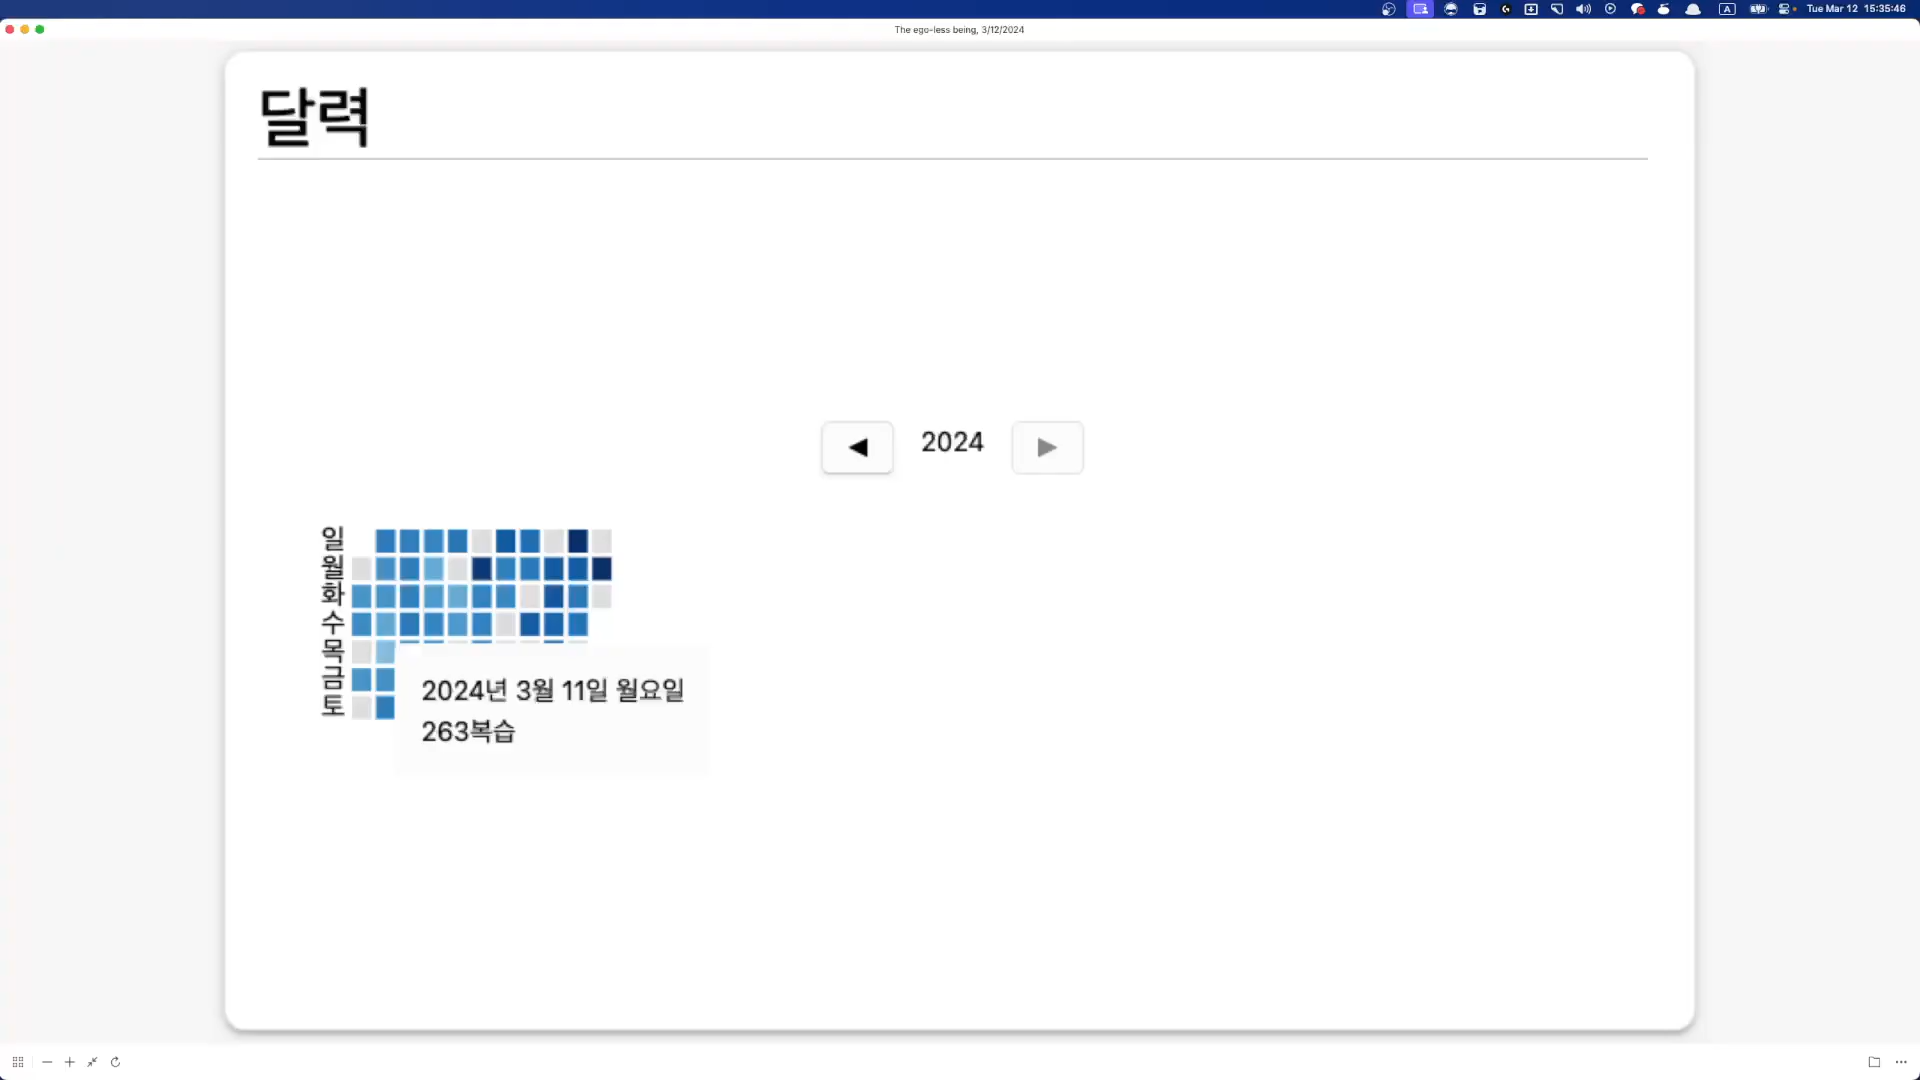 Tue Mar 12 15:35:46
The ego-less being, 3/12/2024
달력
2024
일
월
화
수
목
금
토
2024년 3월 11일 월요일
263복습